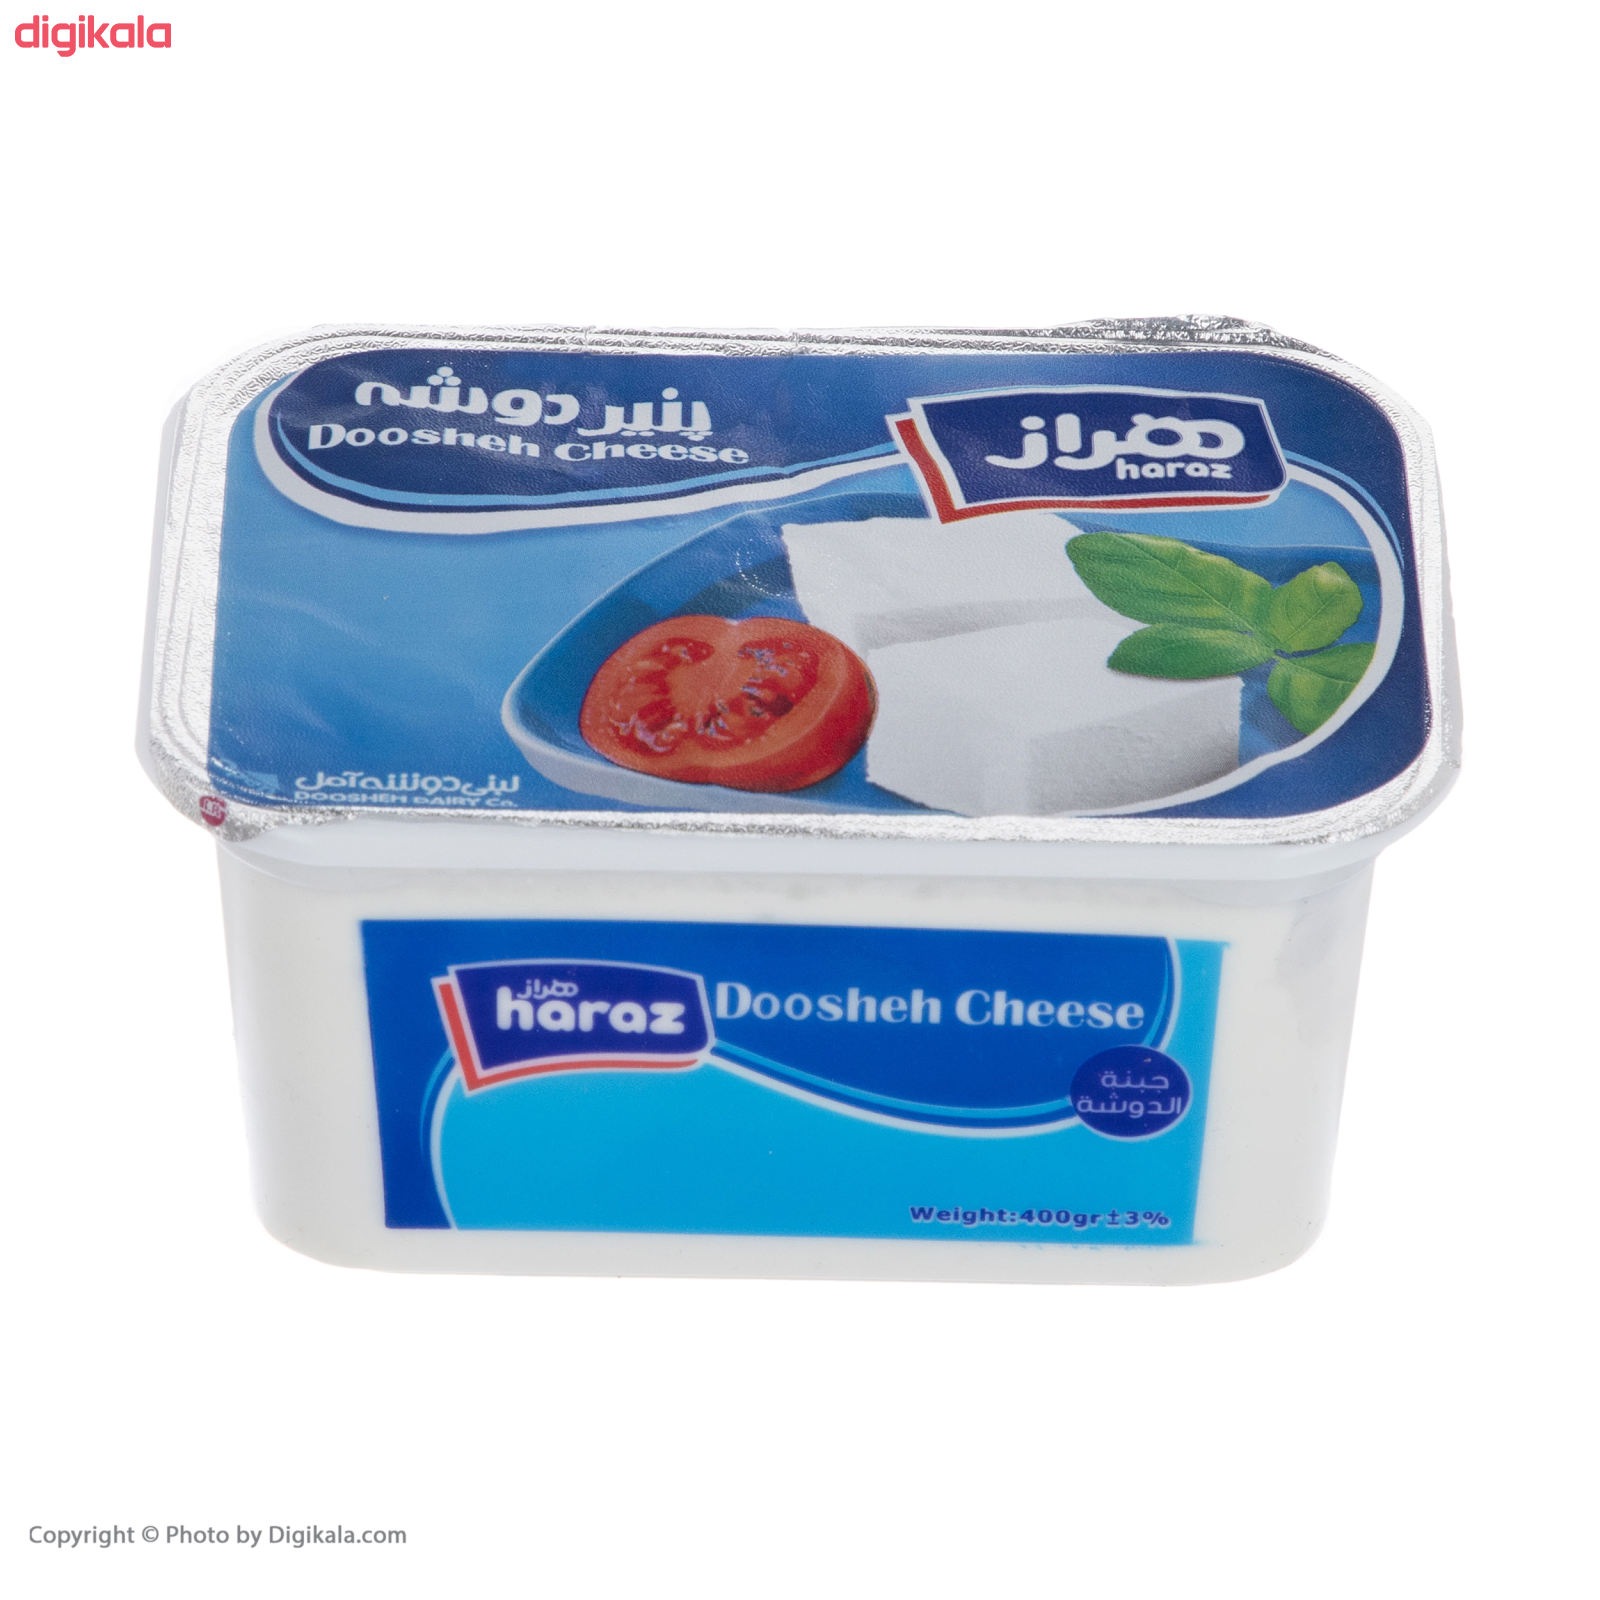 digikala
پنیر دوشه
Doosheh Cheese
هراز
haraz
لبنی دوشه آمل
DOOSHEH DAIRY Co.
هراز
haraz
Doosheh Cheese
جبنة
الدوشة
Weight:400gr±3%
Copyright © Photo by Digikala.com